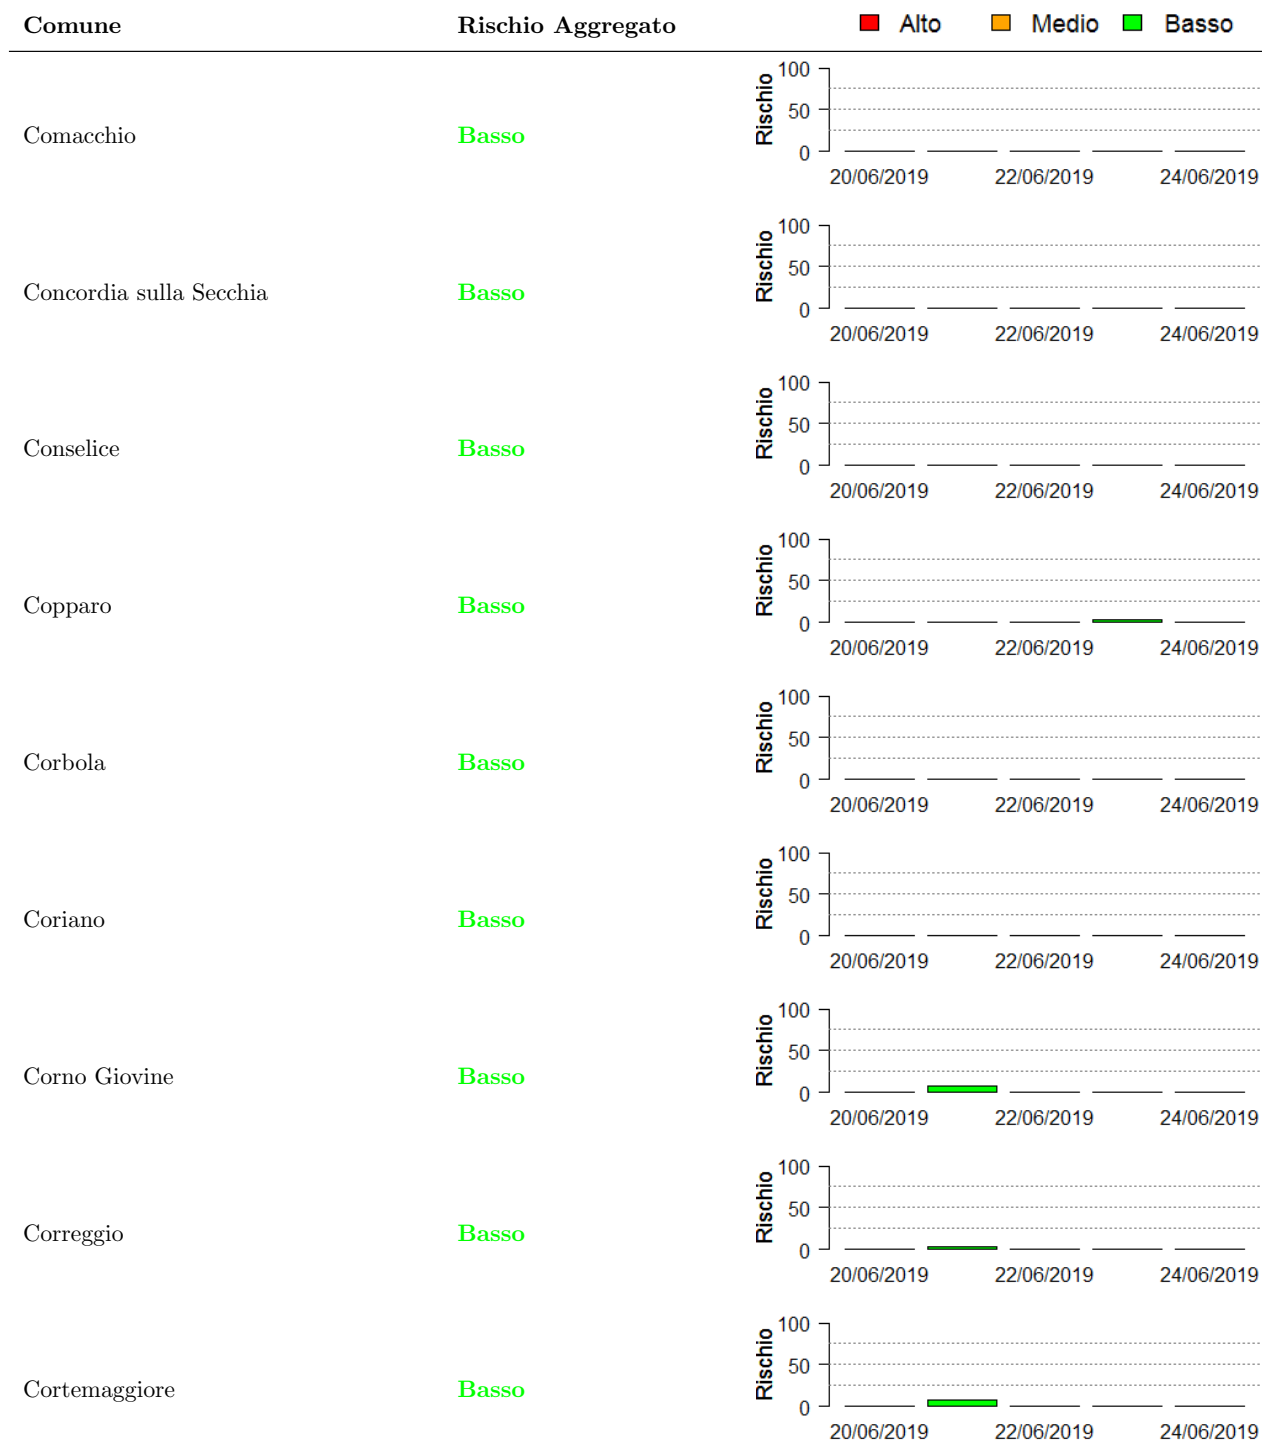 Comune Rischio Aggregato Alto Medio Basso
100
Rischio
50
Comacchio Basso
0
20/06/2019 22/06/2019 24/06/2019
100
Rischio
50
Concordia sulla Secchia Basso
0
20/06/2019 22/06/2019 24/06/2019
100
Rischio
50
Conselice Basso
0
20/06/2019 22/06/2019 24/06/2019
100
Rischio
50
Copparo Basso
0
20/06/2019 22/06/2019 24/06/2019
100
Rischio
50
Corbola Basso
0
20/06/2019 22/06/2019 24/06/2019
100
Rischio
50
Coriano Basso
0
20/06/2019 22/06/2019 24/06/2019
100
Rischio
50
Corno Giovine Basso
0
20/06/2019 22/06/2019 24/06/2019
100
Rischio
50
Correggio Basso
0
20/06/2019 22/06/2019 24/06/2019
100
Rischio
50
Cortemaggiore Basso
0
20/06/2019 22/06/2019 24/06/2019